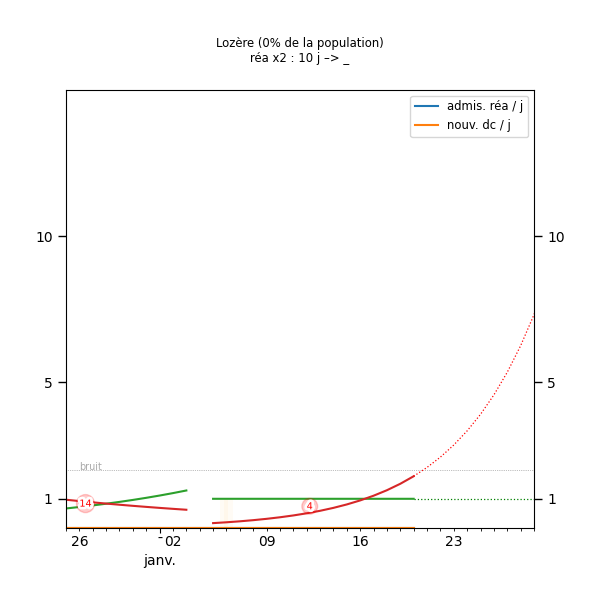 Lozère (0% de la population)
réa x2 : 10 j –> _
admis. réa / j
nouv. dc / j
10 10
5 5
bruit
1 14 4 1
26 02 09 16 23
janv.